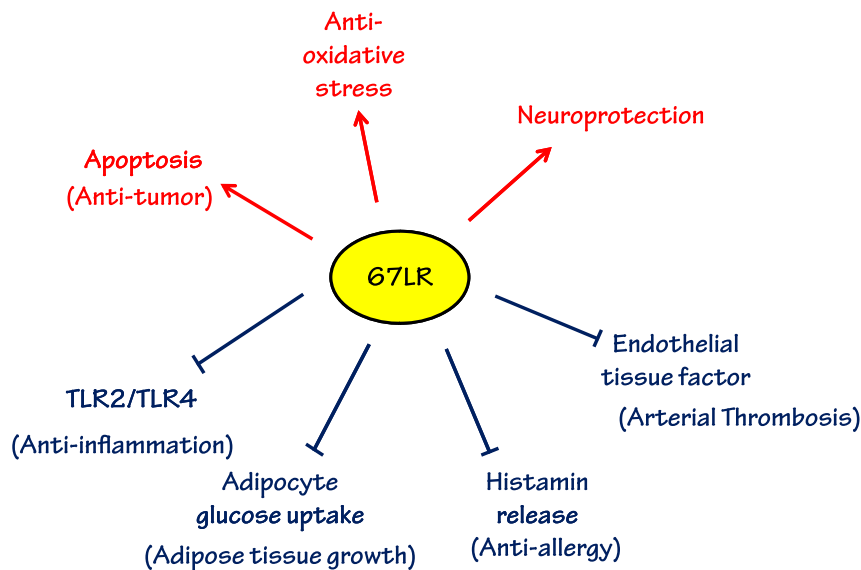 Anti-
oxidative
stress
Neuroprotection
Apoptosis
(Anti-tumor)
67LR
Endothelial
tissue factor
(Arterial Thrombosis)
TLR2/TLR4
(Anti-inflammation)
Adipocyte
glucose uptake
(Adipose tissue growth)
Histamin
release
(Anti-allergy)